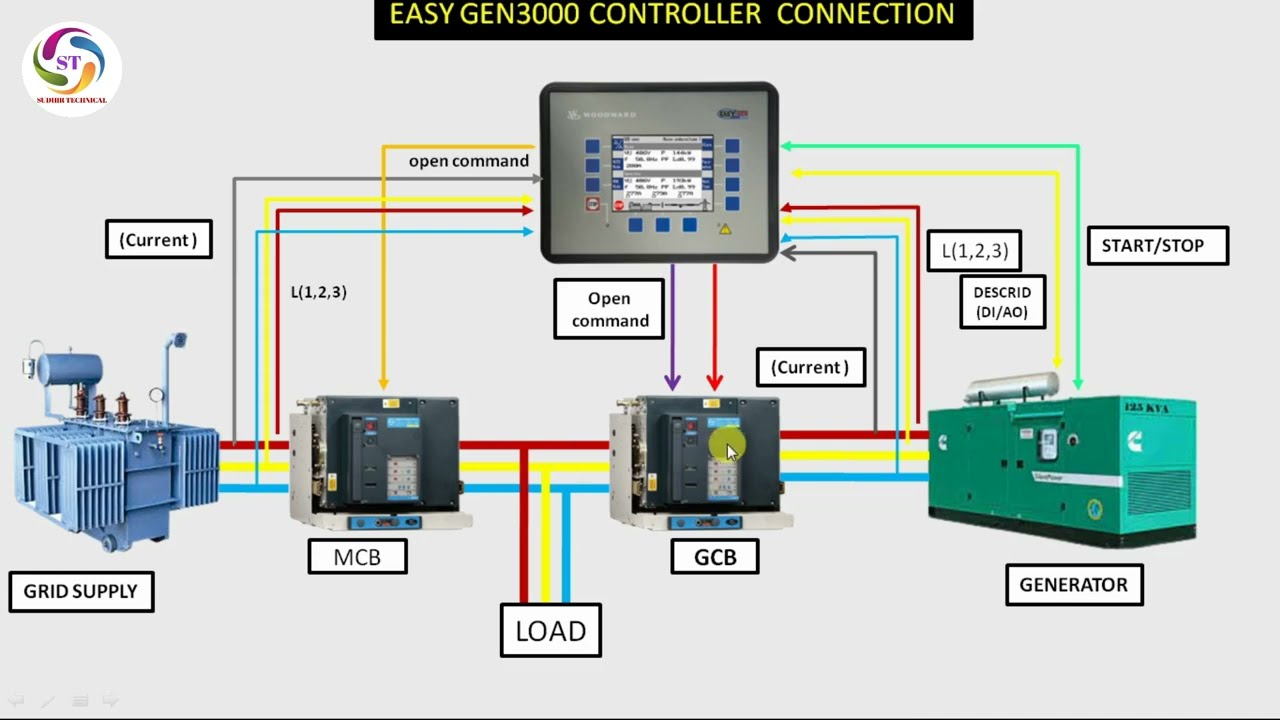 EASY GEN3000 CONTROLLER CONNECTION
ST
SUDHIR TECHNICAL
WOODWARD
open command
(Current )
L(1,2,3)
L(1,2,3)
START/STOP
DESCRID
(DI/AO)
Open
command
(Current )
125 KVA
MCB
GCB
GRID SUPPLY
GENERATOR
LOAD